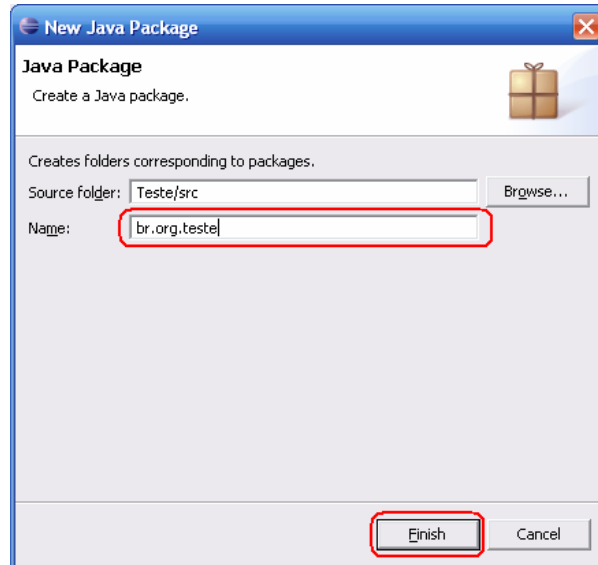 New Java Package
Java Package
Create a Java package.
Creates folders corresponding to packages.
Source folder: Teste/src Browse...
Name: br.org.teste
Finish Cancel